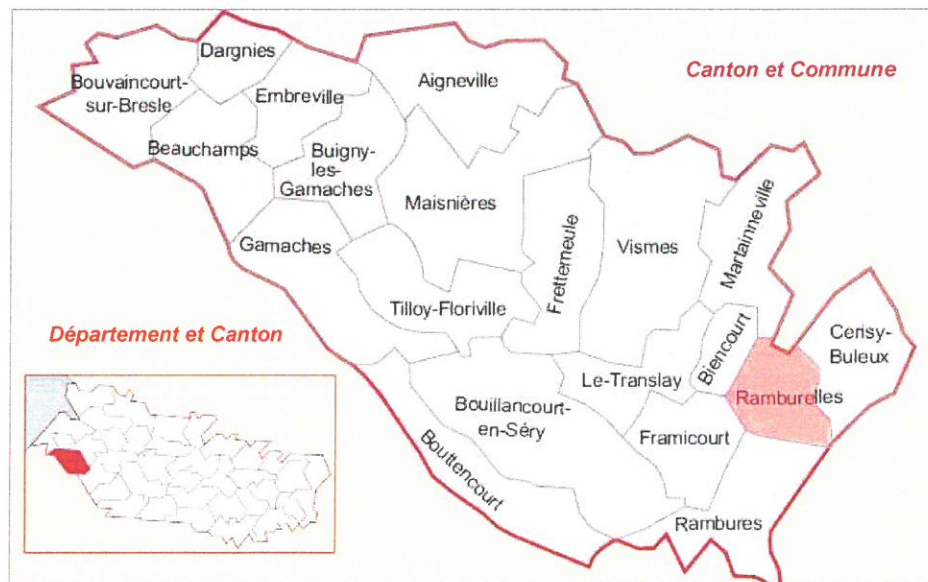 Dargnies
Bouvaincourt-
sur-Bresle
Aigneville
Canton et Commune
Embreville
Beauchamps
Buigny-
les-
Gamaches
Maisnières
Martainneville
Gamaches
Vismes
Fretterneule
Tilloy-Floriville
Département et Canton
Cerisy-
Buleux
Biencourt
Le-Translay
Ramburelles
Bouillancourt-
en-Séry
Framicourt
Bouttencourt
Rambures